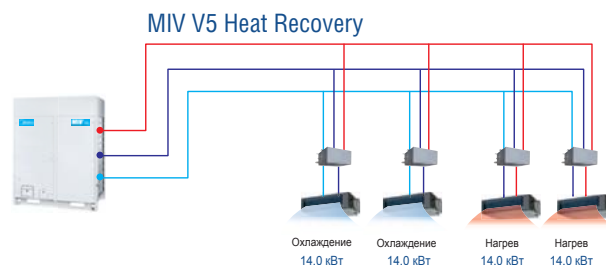 MIV V5 Heat Recovery
Охлаждение Охлаждение Нагрев Нагрев
14.0 кВт 14.0 кВт 14.0 кВт 14.0 кВт